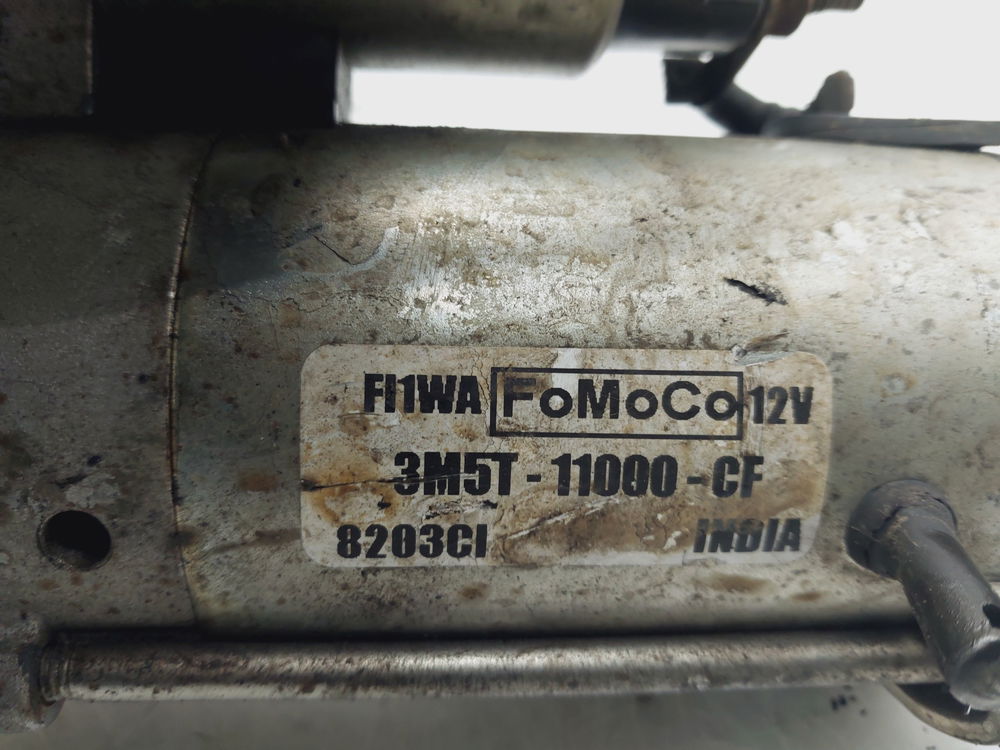 FI1WA FoMoCo 12V
3M5T - 11000 - CF
8203CI INDIA